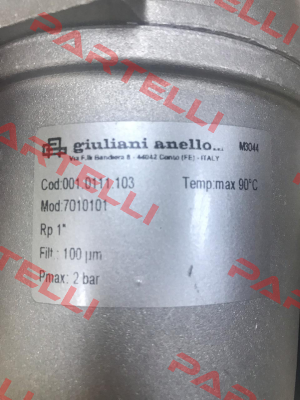 giuliani anello... M3044
Via F.lli Bandiera 8 - 44042 Cento (FE) - ITALY
Cod:001.0111.103 Temp:max 90°C
Mod:7010101
Rp 1"
Filt.: 100 µm
Pmax: 2 bar
PARTELLI
PARTELLI
PARTELLI
PARTELLI